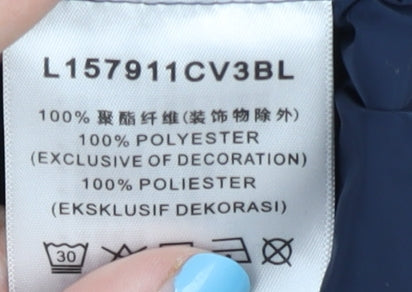 L157911CV3BL
100% 聚酯纤维(装饰物除外)
100% POLYESTER
(EXCLUSIVE OF DECORATION)
100% POLIESTER
(EKSKLUSIF DEKORASI)
30